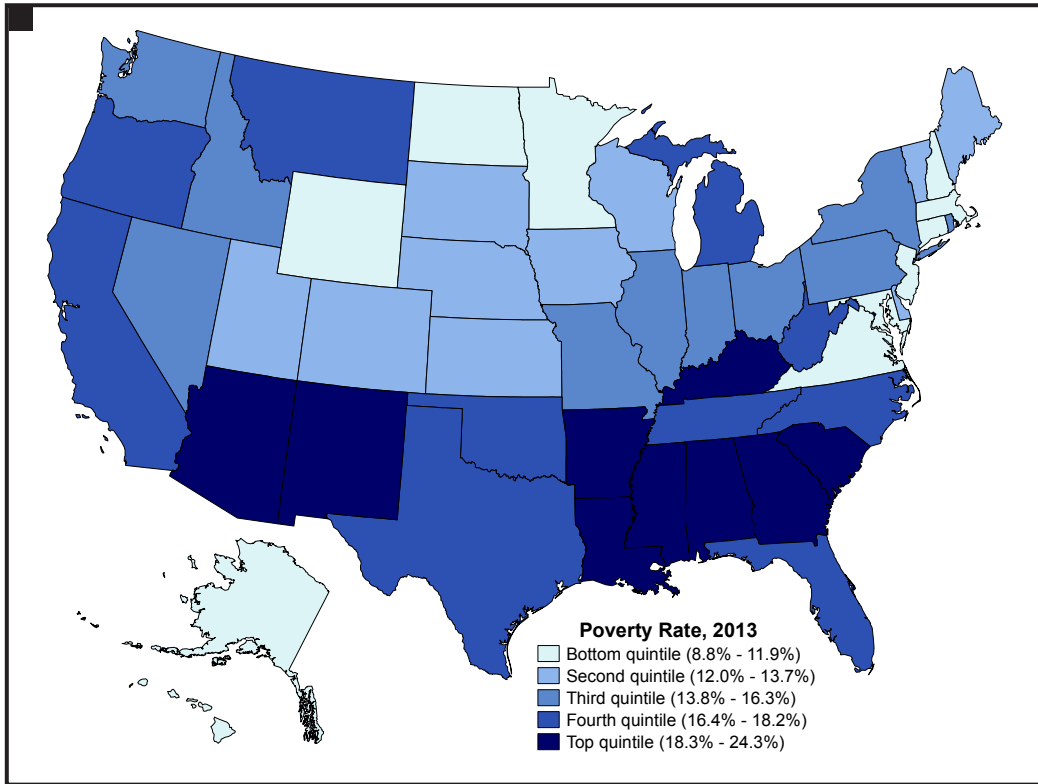 Poverty Rate, 2013
Bottom quintile (8.8% - 11.9%)
Second quintile (12.0% - 13.7%)
Third quintile (13.8% - 16.3%)
Fourth quintile (16.4% - 18.2%)
Top quintile (18.3% - 24.3%)